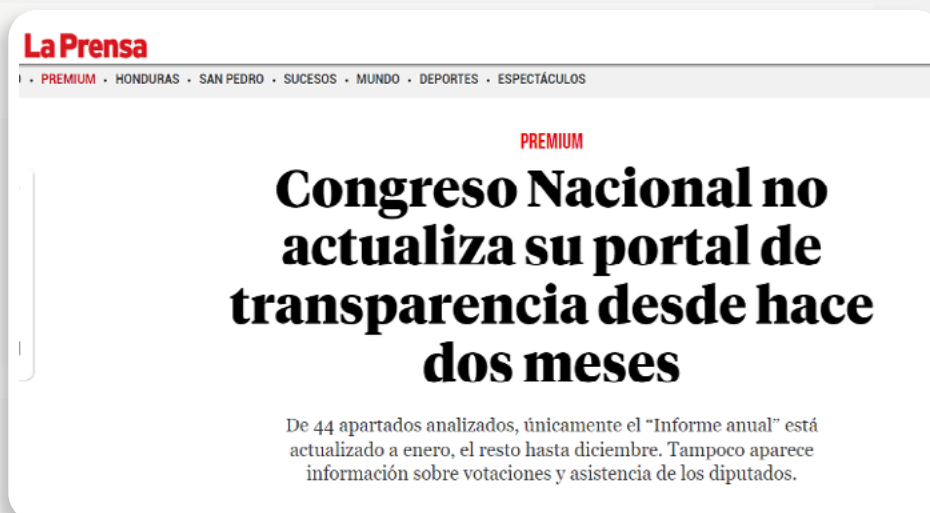 La Prensa
• PREMIUM • HONDURAS • SAN PEDRO • SUCESOS • MUNDO • DEPORTES • ESPECTÁCULOS
PREMIUM
Congreso Nacional no
actualiza su portal de
transparencia desde hace
dos meses
De 44 apartados analizados, únicamente el “Informe anual” está
actualizado a enero, el resto hasta diciembre. Tampoco aparece
información sobre votaciones y asistencia de los diputados.